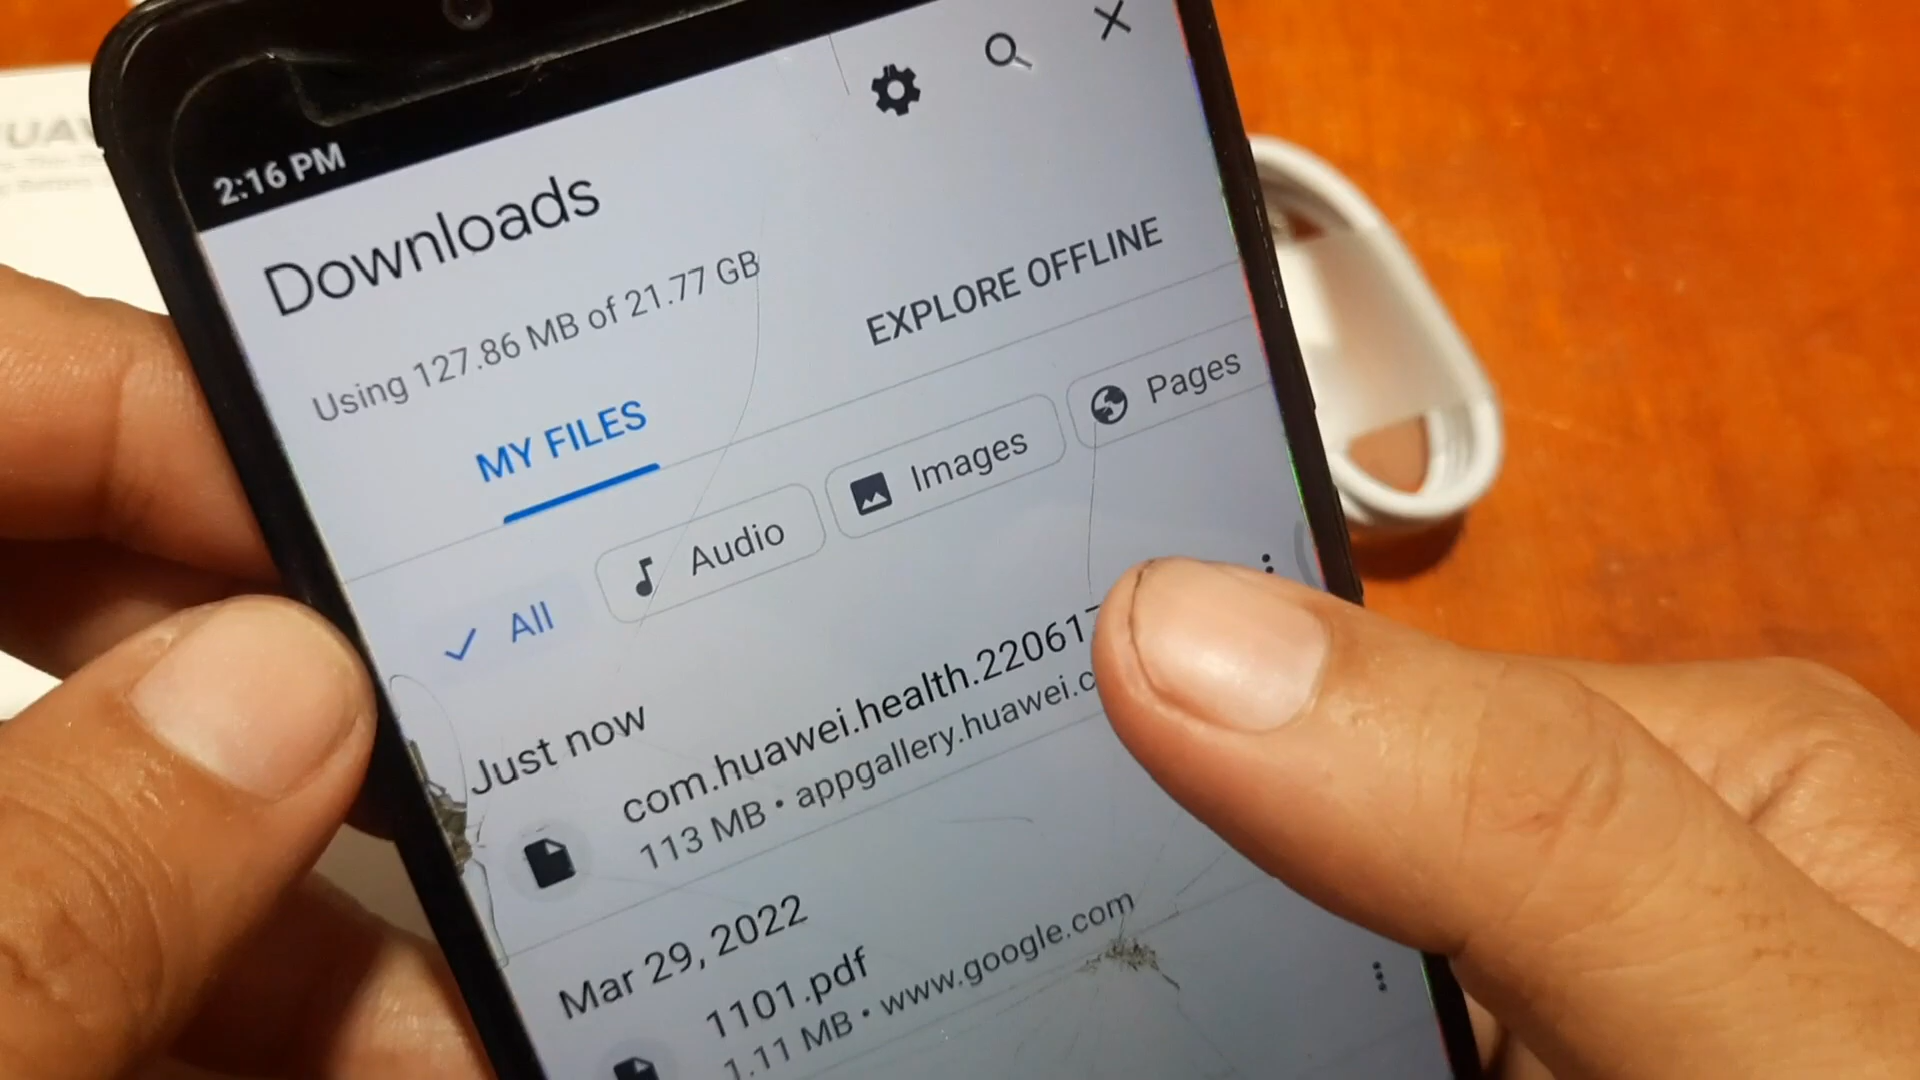 2:16 PM
Downloads
Using 127.86 MB of 21.77 GB
MY FILES
EXPLORE OFFLINE
All
Audio
Images
Pages
Just now
com.huawei.health.220617
113 MB • appgallery.huawei.c
Mar 29, 2022
1101.pdf
1.11 MB • www.google.com